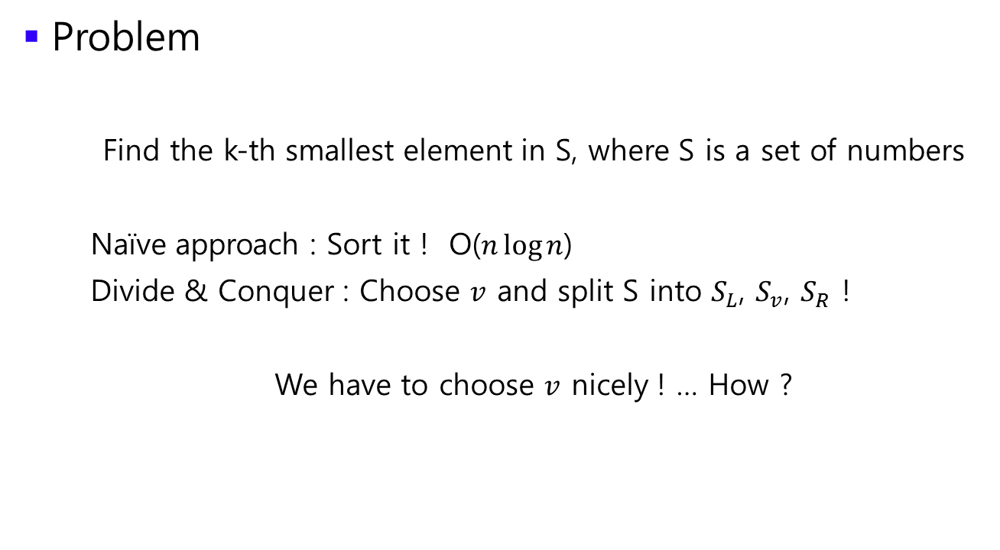 Problem
Find the k-th smallest element in S, where S is a set of numbers
Naïve approach : Sort it ! O(n log n)
Divide & Conquer : Choose v and split S into S_L, S_v, S_R !
We have to choose v nicely ! … How ?